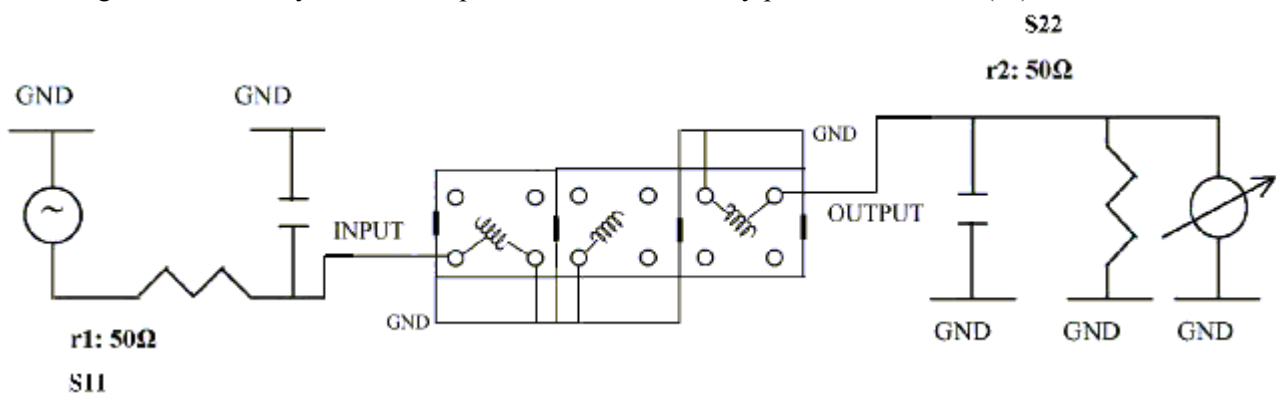 S22
r2: 50Ω
GND
GND
GND
INPUT
OUTPUT
GND
r1: 50Ω
S11
GND
GND
GND